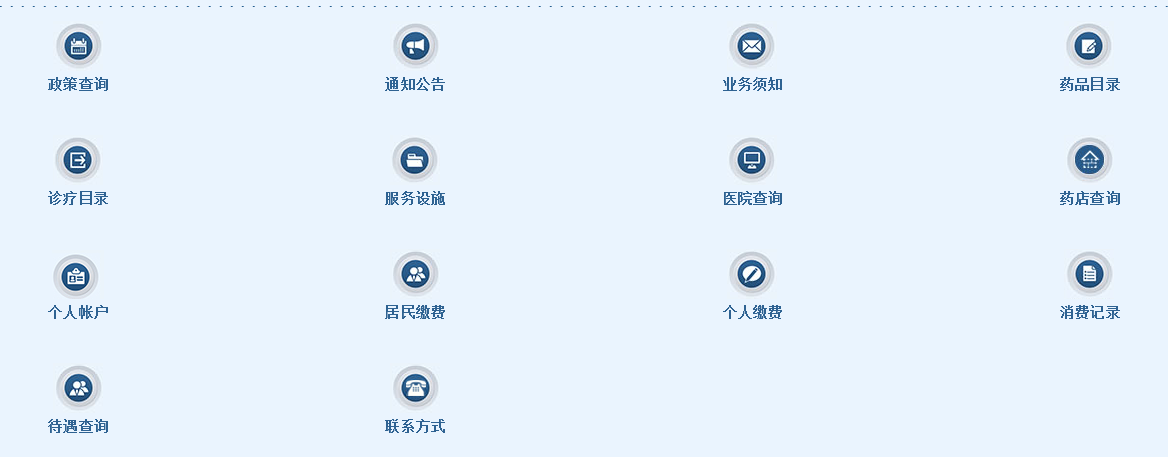 政策查询
通知公告
业务须知
药品目录
诊疗目录
服务设施
医院查询
药店查询
个人帐户
居民缴费
个人缴费
消费记录
待遇查询
联系方式